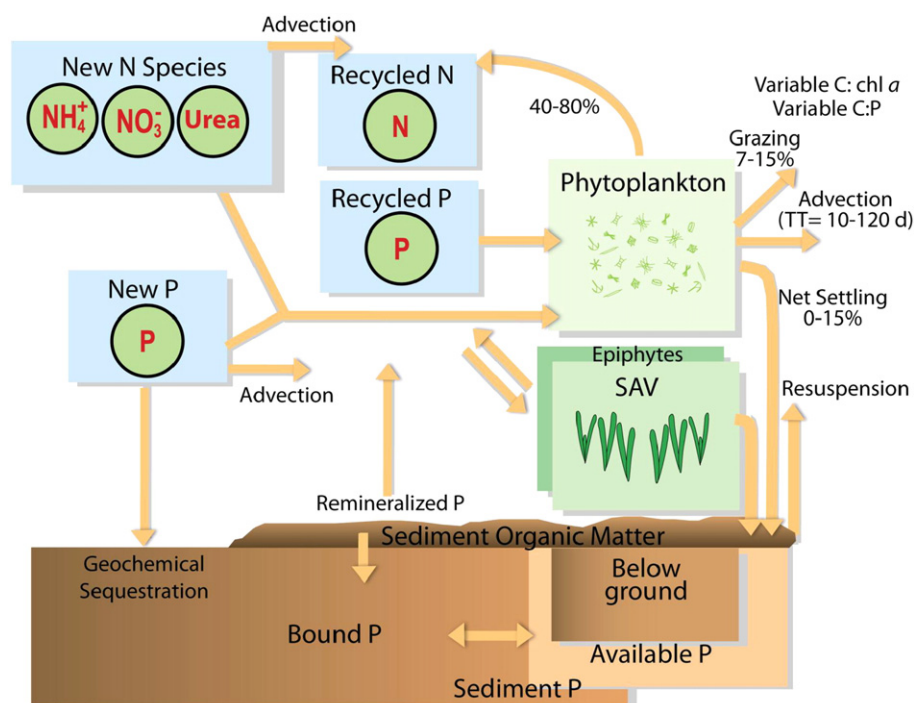 Advection
New N Species
NH₄⁺
NO₃⁻
Urea
Recycled N
N
40-80%
Variable C: chl a
Variable C:P
Grazing
7-15%
Phytoplankton
Advection
(TT= 10-120 d)
Recycled P
P
New P
P
Net Settling
0-15%
Epiphytes
SAV
Advection
Resuspension
Remineralized P
Sediment Organic Matter
Geochemical
Sequestration
Below
ground
Bound P
Available P
Sediment P